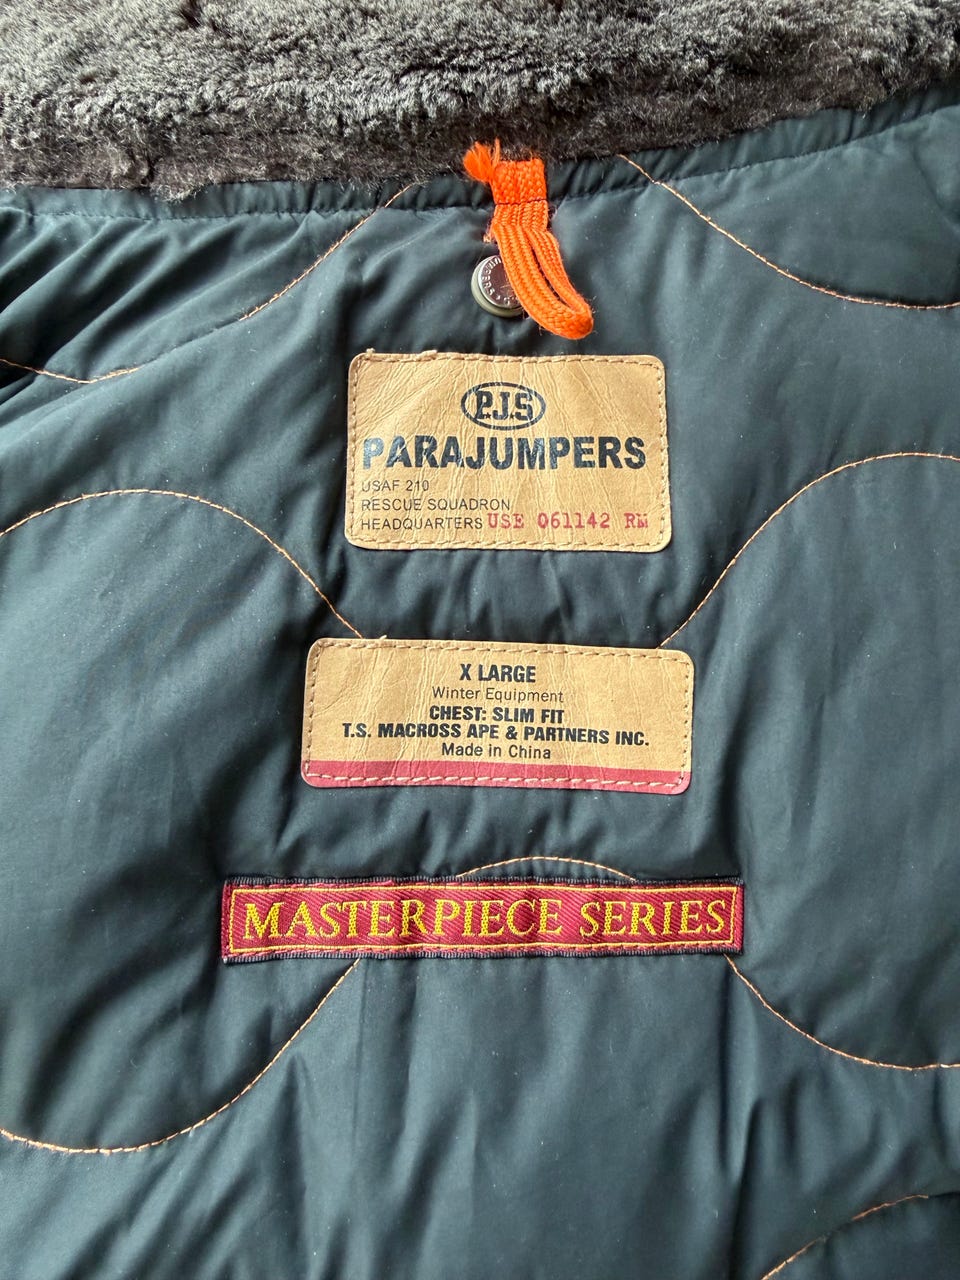 P.J.S
PARAJUMPERS
USAF 210
RESCUE SQUADRON
HEADQUARTERS USE 061142 RM
X LARGE
Winter Equipment
CHEST: SLIM FIT
T.S. MACROSS APE & PARTNERS INC.
Made in China
MASTERPIECE SERIES